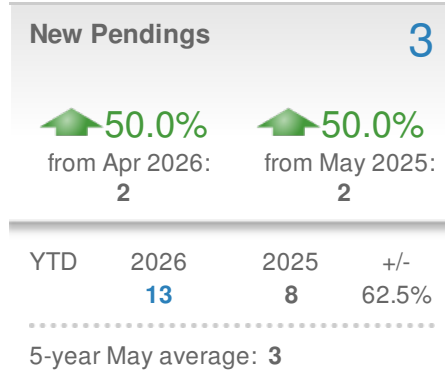 New Pendings 3
50.0% 50.0%
from Apr 2026: from May 2025:
2 2
YTD 2026 2025 +/-
13 8 62.5%
5-year May average: 3